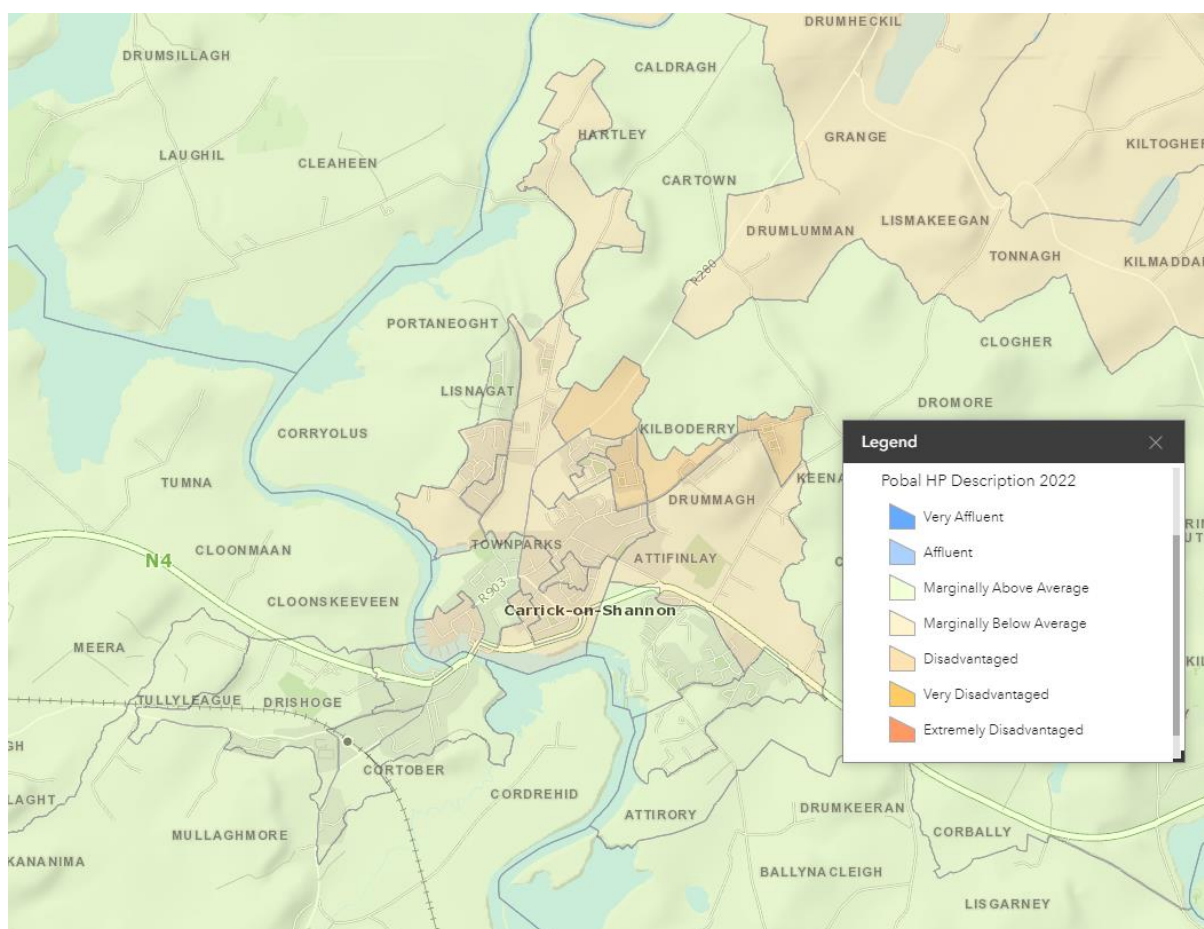 DRUMHECKIL
DRUMSILLAGH
CALDRAGH
HARTLEY
GRANGE
KILTOGHER
LAUGHIL
CLEAHEEN
CARTOWN
LISMAKEEGAN
DRUMLUMMAN
TONNAGH
KILMADDAR
R280
PORTANEOGHT
CLOGHER
LISNAGAT
DROMORE
KILBODERRY
CORRYOLUS
TUMNA
DRUMMAGH
KEENA
N4
CLOONMAAN
TOWNPARKS
ATTIFINLAY
R903
CLOONSKEEVEEN
Carrick-on-Shannon
MEERA
TULLYLEAGUE
DRISHOGE
GH
CORTOBER
CORDREHID
LAGHT
ATTIRORY
DRUMKEERAN
MULLAGHMORE
CORBALLY
KANANIMA
BALLYNACLEIGH
LISGARNEY
Legend
Pobal HP Description 2022
Very Affluent
Affluent
Marginally Above Average
Marginally Below Average
Disadvantaged
Very Disadvantaged
Extremely Disadvantaged